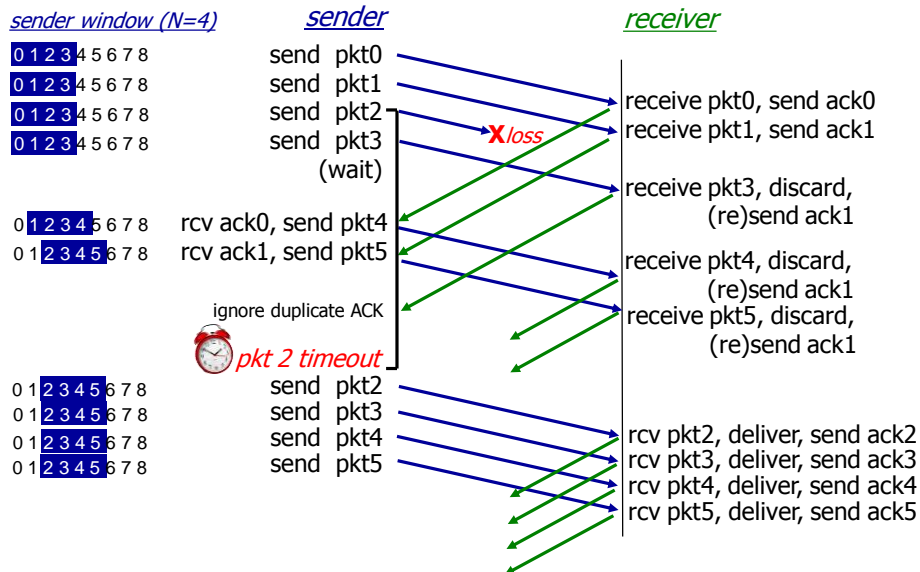 sender window (N=4)
sender
receiver
0 1 2 3 4 5 6 7 8
send pkt0
0 1 2 3 4 5 6 7 8
send pkt1
0 1 2 3 4 5 6 7 8
send pkt2
0 1 2 3 4 5 6 7 8
send pkt3
(wait)
X loss
receive pkt0, send ack0
receive pkt1, send ack1
receive pkt3, discard,
(re)send ack1
0 1 2 3 4 5 6 7 8
rcv ack0, send pkt4
0 1 2 3 4 5 6 7 8
rcv ack1, send pkt5
receive pkt4, discard,
(re)send ack1
receive pkt5, discard,
(re)send ack1
ignore duplicate ACK
pkt 2 timeout
0 1 2 3 4 5 6 7 8
send pkt2
0 1 2 3 4 5 6 7 8
send pkt3
0 1 2 3 4 5 6 7 8
send pkt4
0 1 2 3 4 5 6 7 8
send pkt5
rcv pkt2, deliver, send ack2
rcv pkt3, deliver, send ack3
rcv pkt4, deliver, send ack4
rcv pkt5, deliver, send ack5